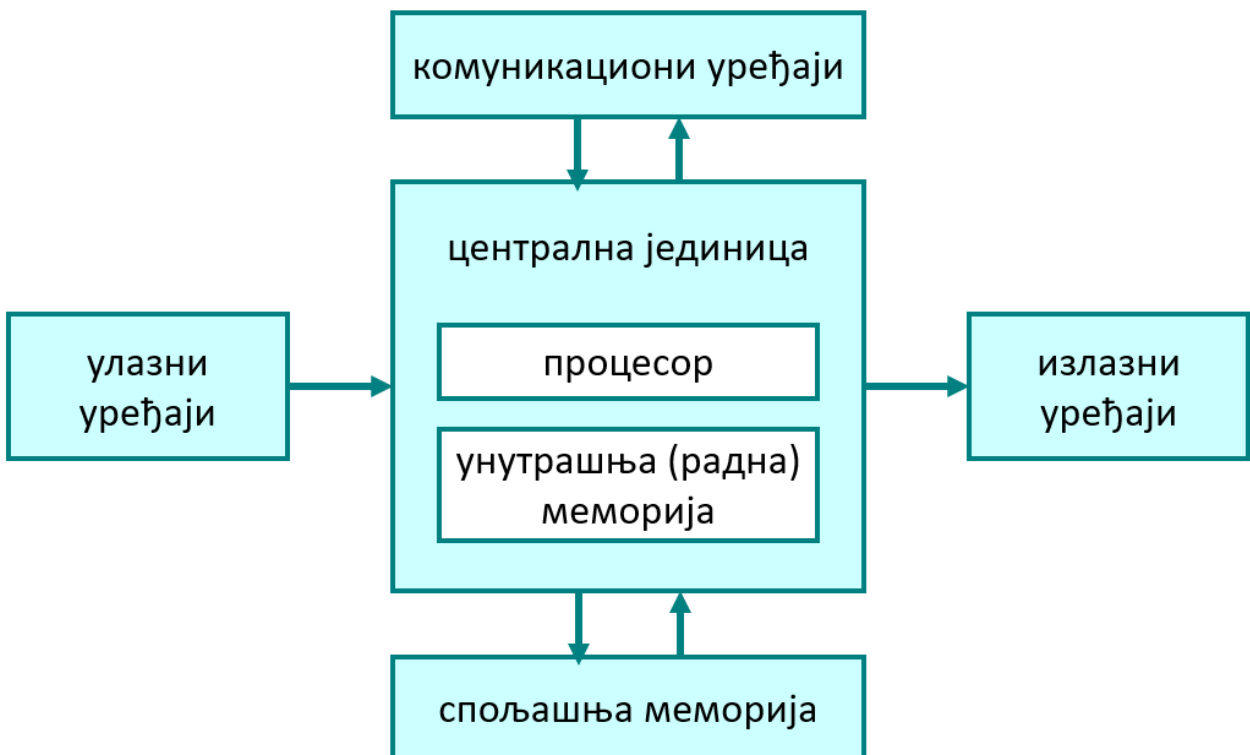 комуникациони уређаји
централна јединица
улазни
уређаји
процесор
унутрашња (радна)
меморија
излазни
уређаји
спољашња меморија